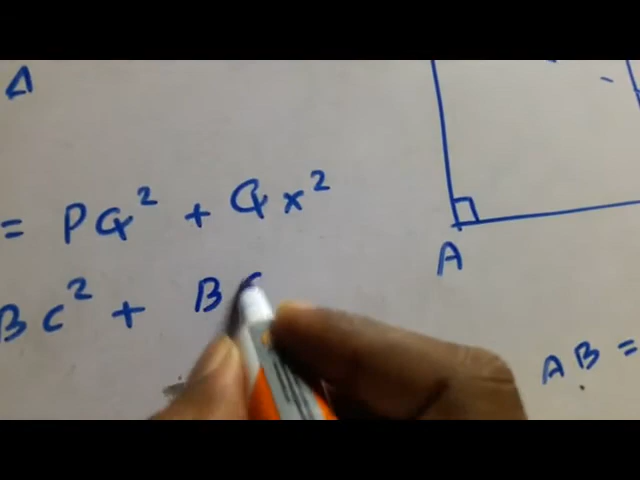 Δ
= PQ² + Qx²
BC² + B
A
AB =